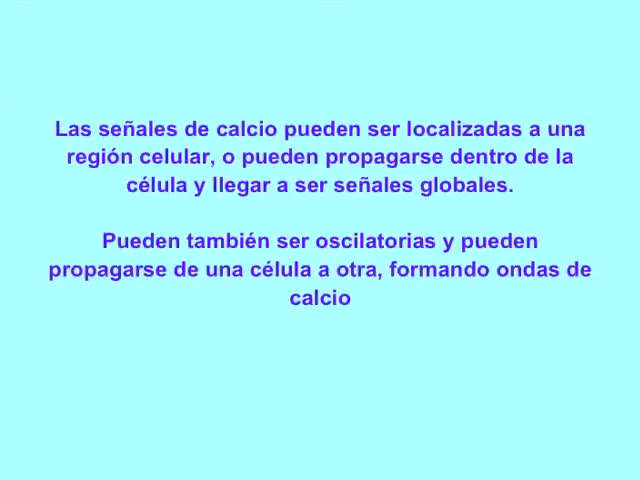 Las señales de calcio pueden ser localizadas a una
región celular, o pueden propagarse dentro de la
célula y llegar a ser señales globales.
Pueden también ser oscilatorias y pueden
propagarse de una célula a otra, formando ondas de
calcio